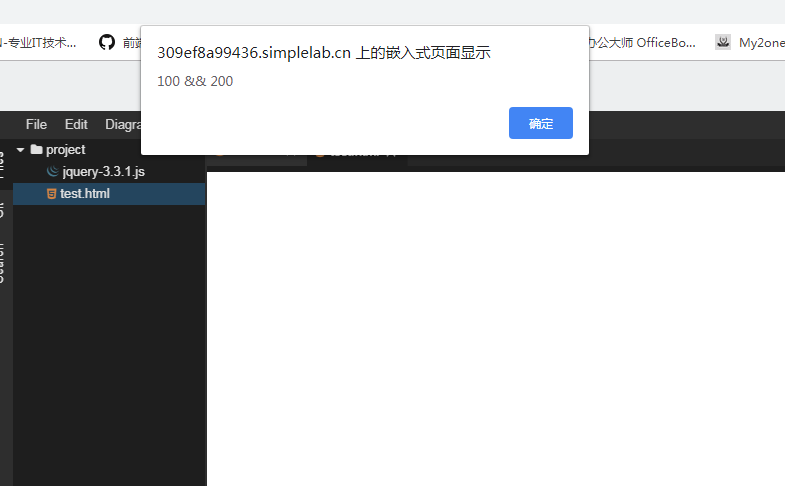 -专业IT技术...
前端
309ef8a99436.simplelab.cn 上的嵌入式页面显示
100 && 200
确定
办公大师 OfficeBo...
My2one
File Edit Diagra
project
jquery-3.3.1.js
test.html